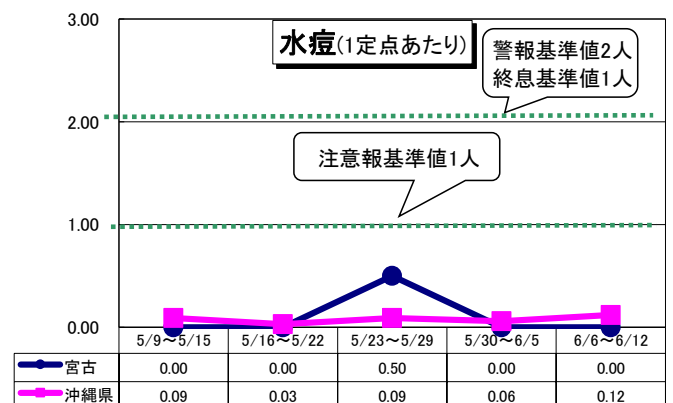 3.00
水痘(1定点あたり)
警報基準値2人
終息基準値1人
2.00
注意報基準値1人
1.00
0.00
5/9～5/15 5/16～5/22 5/23～5/29 5/30～6/5 6/6～6/12
宮古 0.00 0.00 0.50 0.00 0.00
沖縄県 0.09 0.03 0.09 0.06 0.12